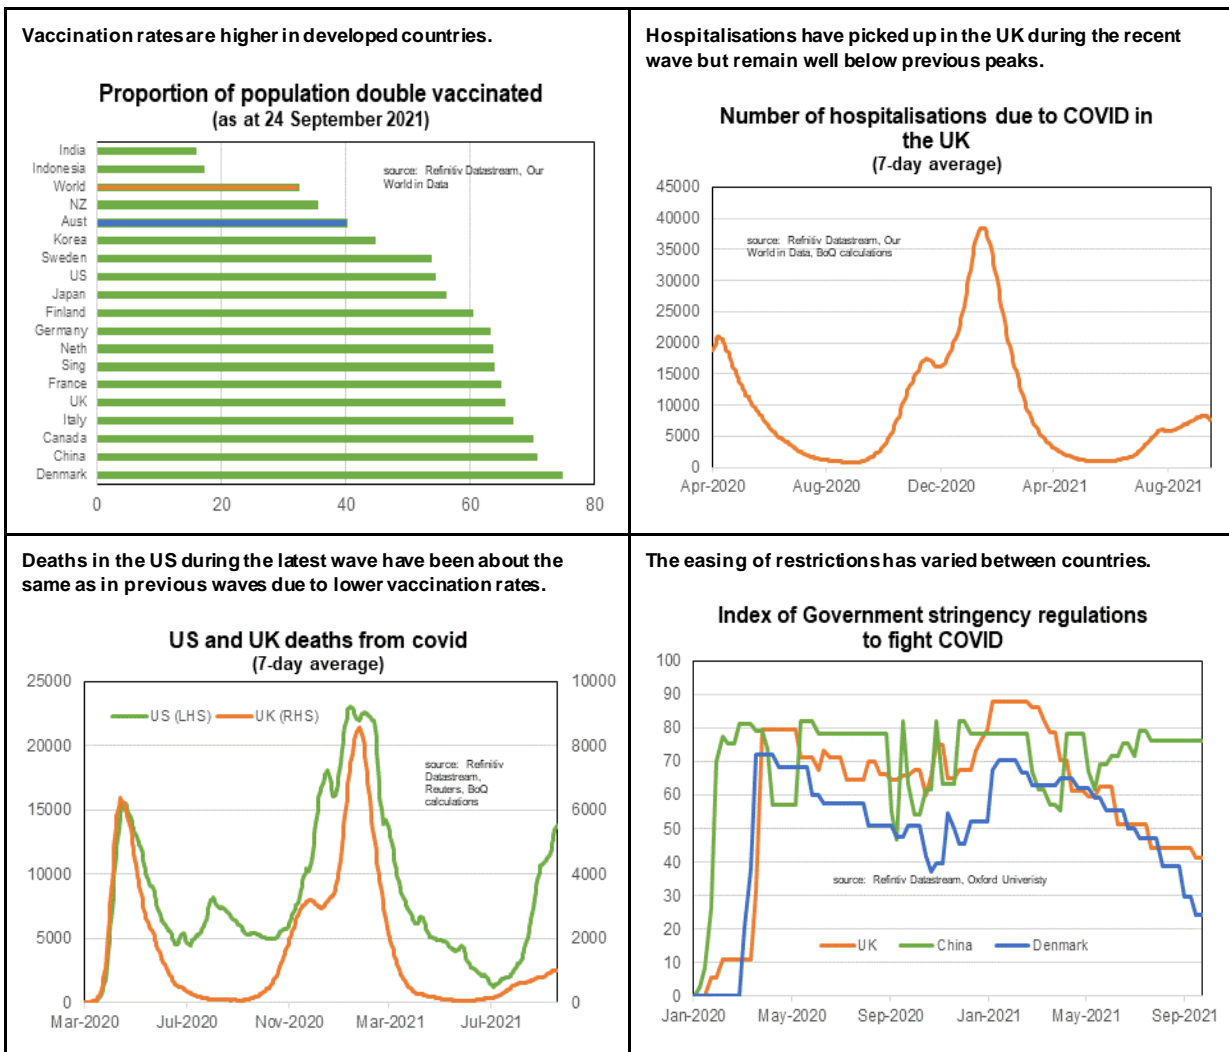 Vaccination rates are higher in developed countries.
Proportion of population double vaccinated
(as at 24 September 2021)
source: Refinitiv Datastream, Our
World in Data
India
Indonesia
World
NZ
Aust
Korea
Sweden
US
Japan
Finland
Germany
Neth
Sing
France
UK
Italy
Canada
China
Denmark
0 20 40 60 80
Hospitalisations have picked up in the UK during the recent
wave but remain well below previous peaks.
Number of hospitalisations due to COVID in
the UK
(7-day average)
source: Refinitiv Datastream, Our
World in Data, BoQ calculations
45000
40000
35000
30000
25000
20000
15000
10000
5000
0
Apr-2020 Aug-2020 Dec-2020 Apr-2021 Aug-2021
Deaths in the US during the latest wave have been about the
same as in previous waves due to lower vaccination rates.
US and UK deaths from covid
(7-day average)
US (LHS) UK (RHS)
source: Refinitiv
Datastream,
Reuters, BoQ
calculations
25000
20000
15000
10000
5000
0
10000
8000
6000
4000
2000
0
Mar-2020 Jul-2020 Nov-2020 Mar-2021 Jul-2021
The easing of restrictions has varied between countries.
Index of Government stringency regulations
to fight COVID
100
90
80
70
60
50
40
30
20
10
0
source: Refintiv Datastream, Oxford Univeristy
UK China Denmark
Jan-2020 May-2020 Sep-2020 Jan-2021 May-2021 Sep-2021